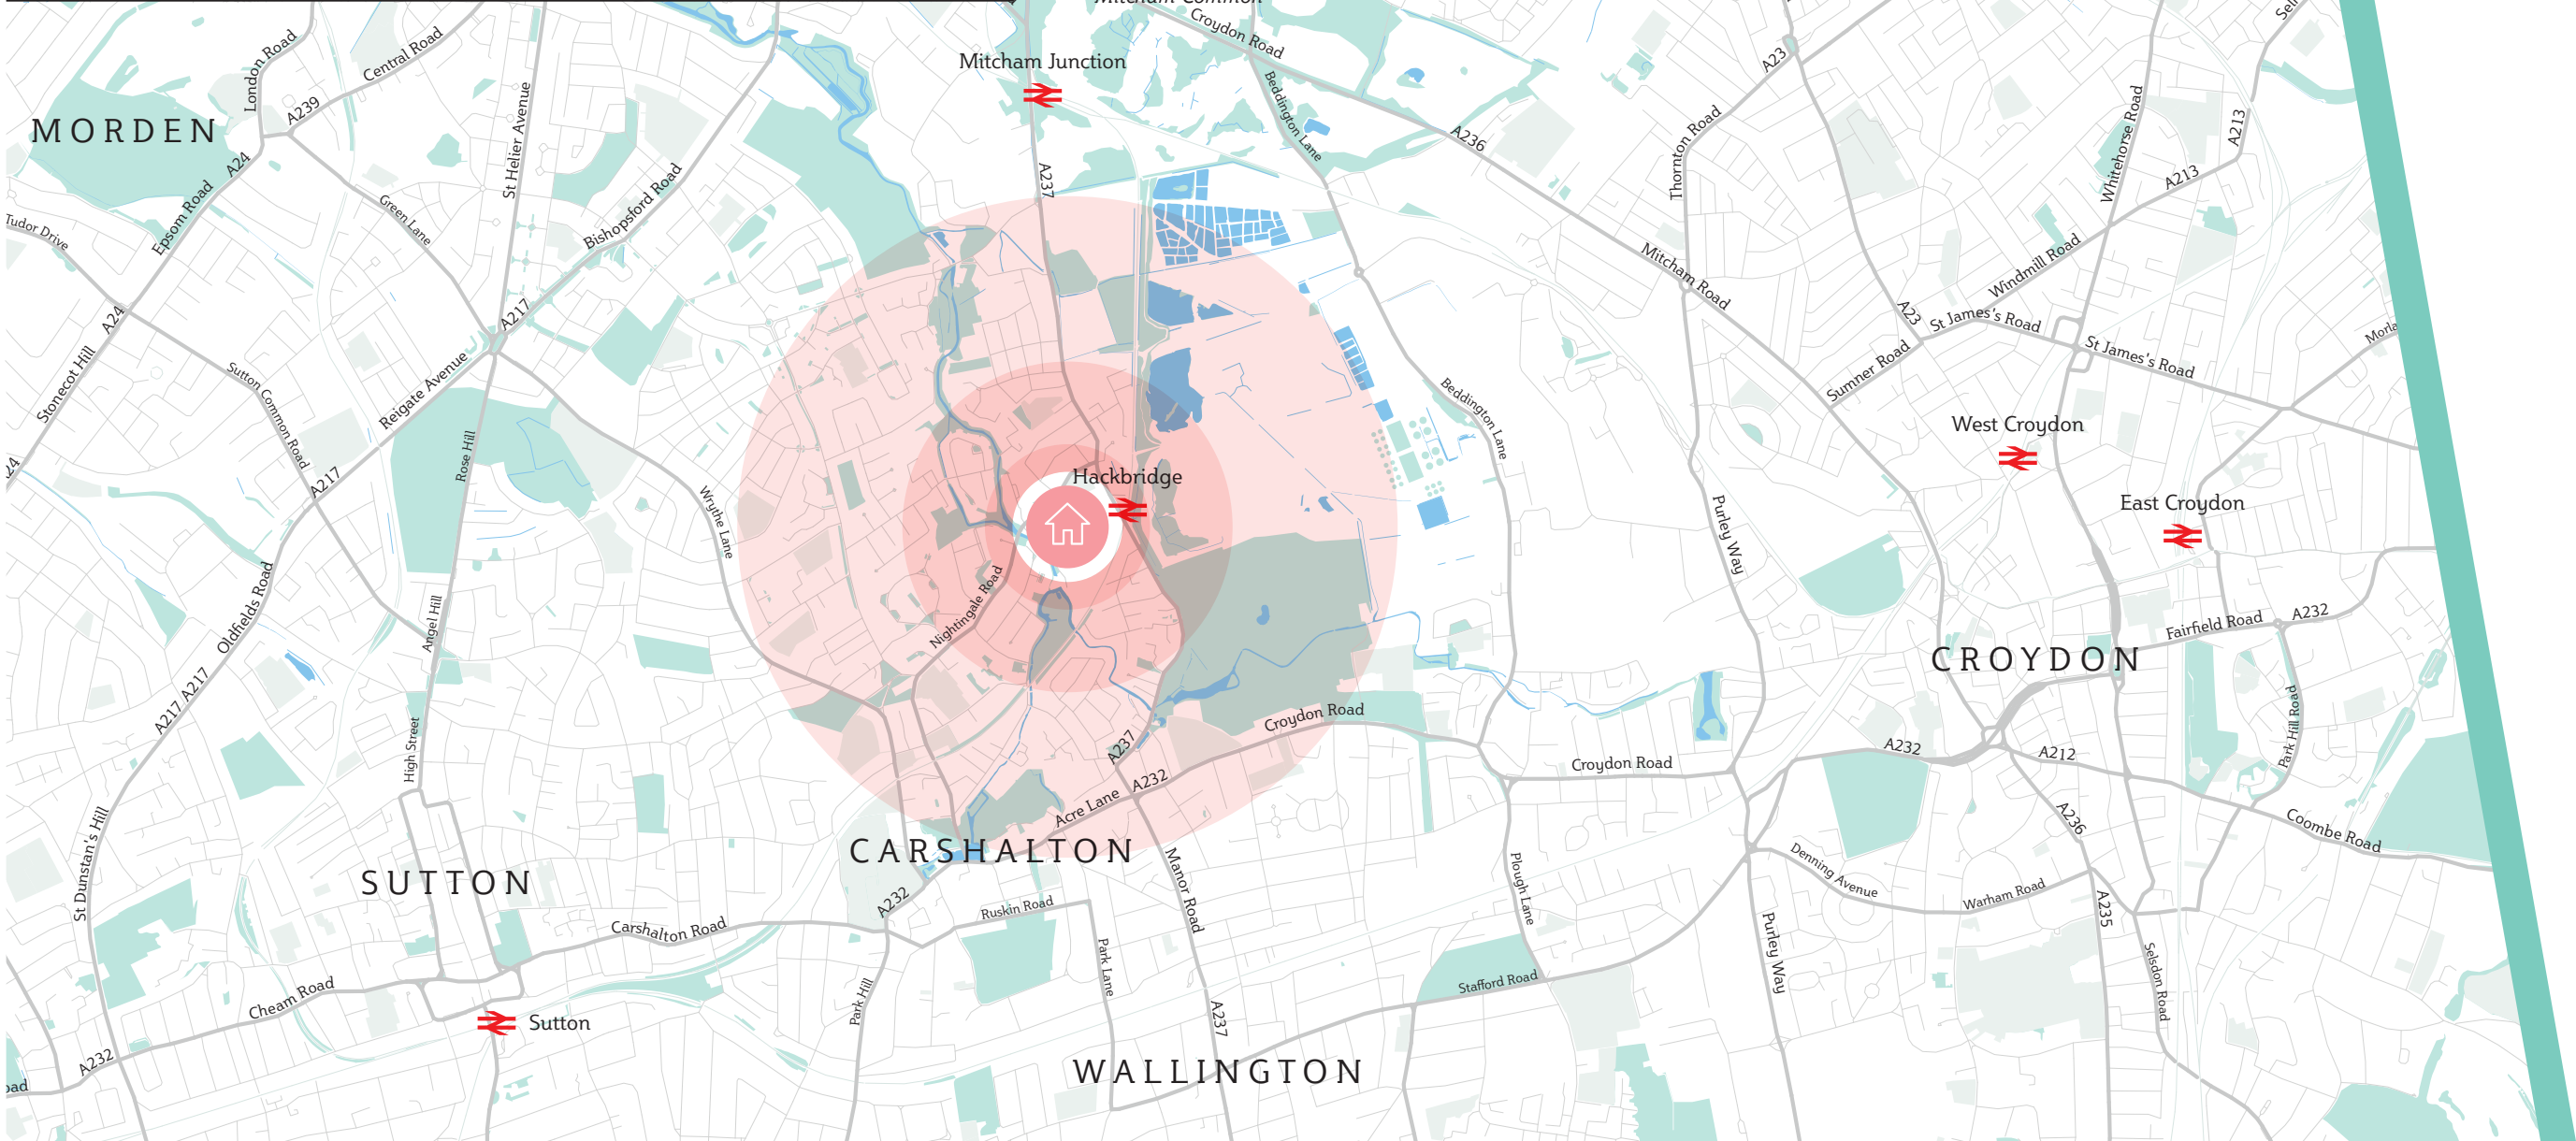 Mitcham Common
Croydon Road
London Road
Central Road
A239
St Helier Avenue
Mitcham Junction
A23
MORDEN
A24
Epsom Road
Tudor Drive
Green Lane
Bishopsford Road
A237
Beddington Lane
A236
Thornton Road
Whitehorse Road
A213
A213
Mitcham Road
Windmill Road
A24
A217
Stonecot Hill
Reigate Avenue
Sutton Common Road
Rose Hill
A217
A23
St James's Road
St James's Road
Sumner Road
Beddington Lane
West Croydon
Wrythe Lane
Hackbridge
Purley Way
East Croydon
Oldfields Road
Angel Hill
Nightingale Road
A217
A217
High Street
CROYDON
Fairfield Road
A232
Park Hill Road
Croydon Road
A237
A232
Acre Lane
Croydon Road
A232
A212
A236
Coombe Road
St Dunstan's Hill
SUTTON
CARSHALTON
A232
Carshalton Road
Ruskin Road
Manor Road
Plough Lane
Denning Avenue
Warham Road
A235
Cheam Road
Park Hill
Park Lane
A237
Stafford Road
Purley Way
Selsdon Road
Sutton
A232
WALLINGTON